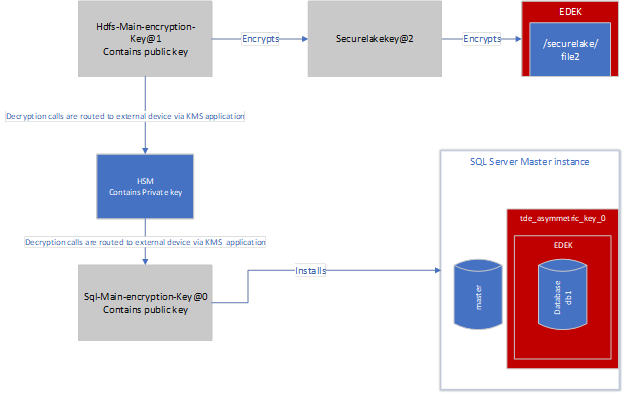 Hdfs-Main-encryption-
Key@1
Contains public key
Encrypts
Securelakekey@2
Encrypts
EDEK
/securelake/
file2
Decryption calls are routed to external device via KMS application
HSM
Contains Private key
Decryption calls are routed to external device via KMS application
Sql-Main-encryption-Key@0
Contains public key
Installs
SQL Server Master instance
master
tde_asymmetric_key_0
EDEK
Database
db1